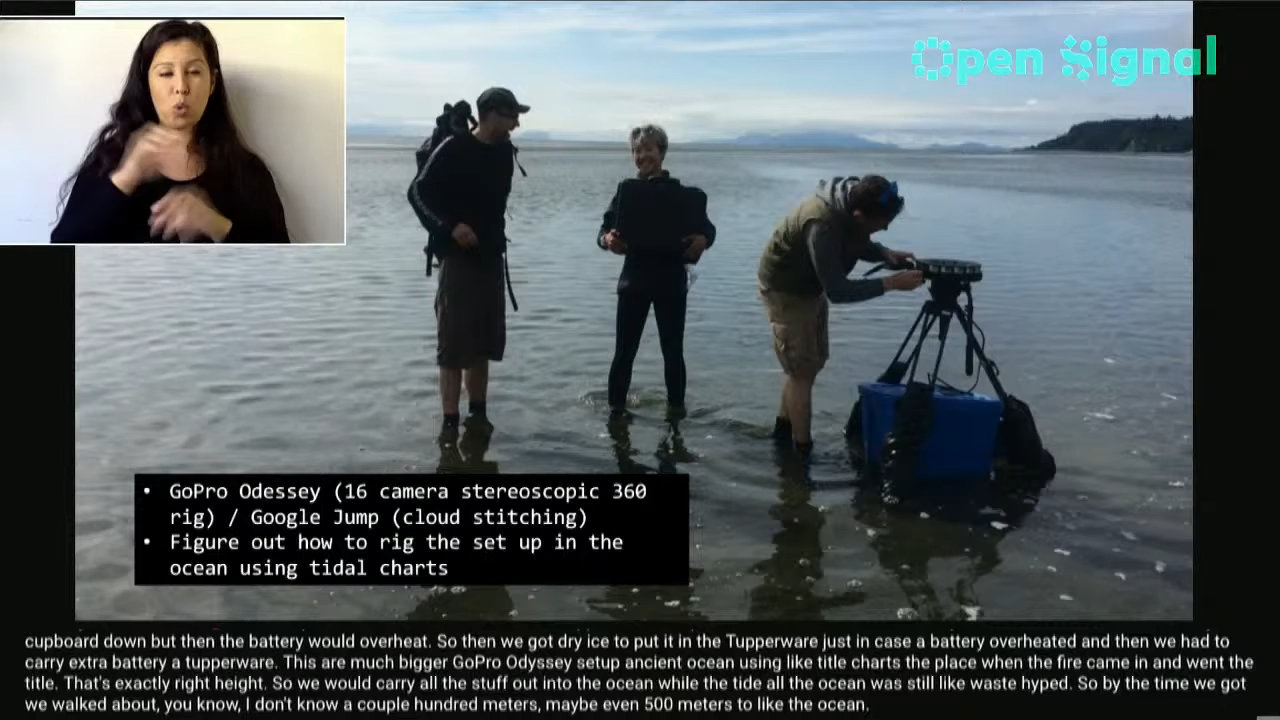 Open Signal
• GoPro Odessey (16 camera stereoscopic 360
rig) / Google Jump (cloud stitching)
• Figure out how to rig the set up in the
ocean using tidal charts
cupboard down but then the battery would overheat. So then we got dry ice to put it in the Tupperware just in case a battery overheated and then we had to
carry extra battery a tupperware. This are much bigger GoPro Odyssey setup ancient ocean using like title charts the place when the fire came in and went the
title. That's exactly right height. So we would carry all the stuff out into the ocean while the tide all the ocean was still like waste hyped. So by the time we got
we walked about, you know, I don't know a couple hundred meters, maybe even 500 meters to like the ocean.